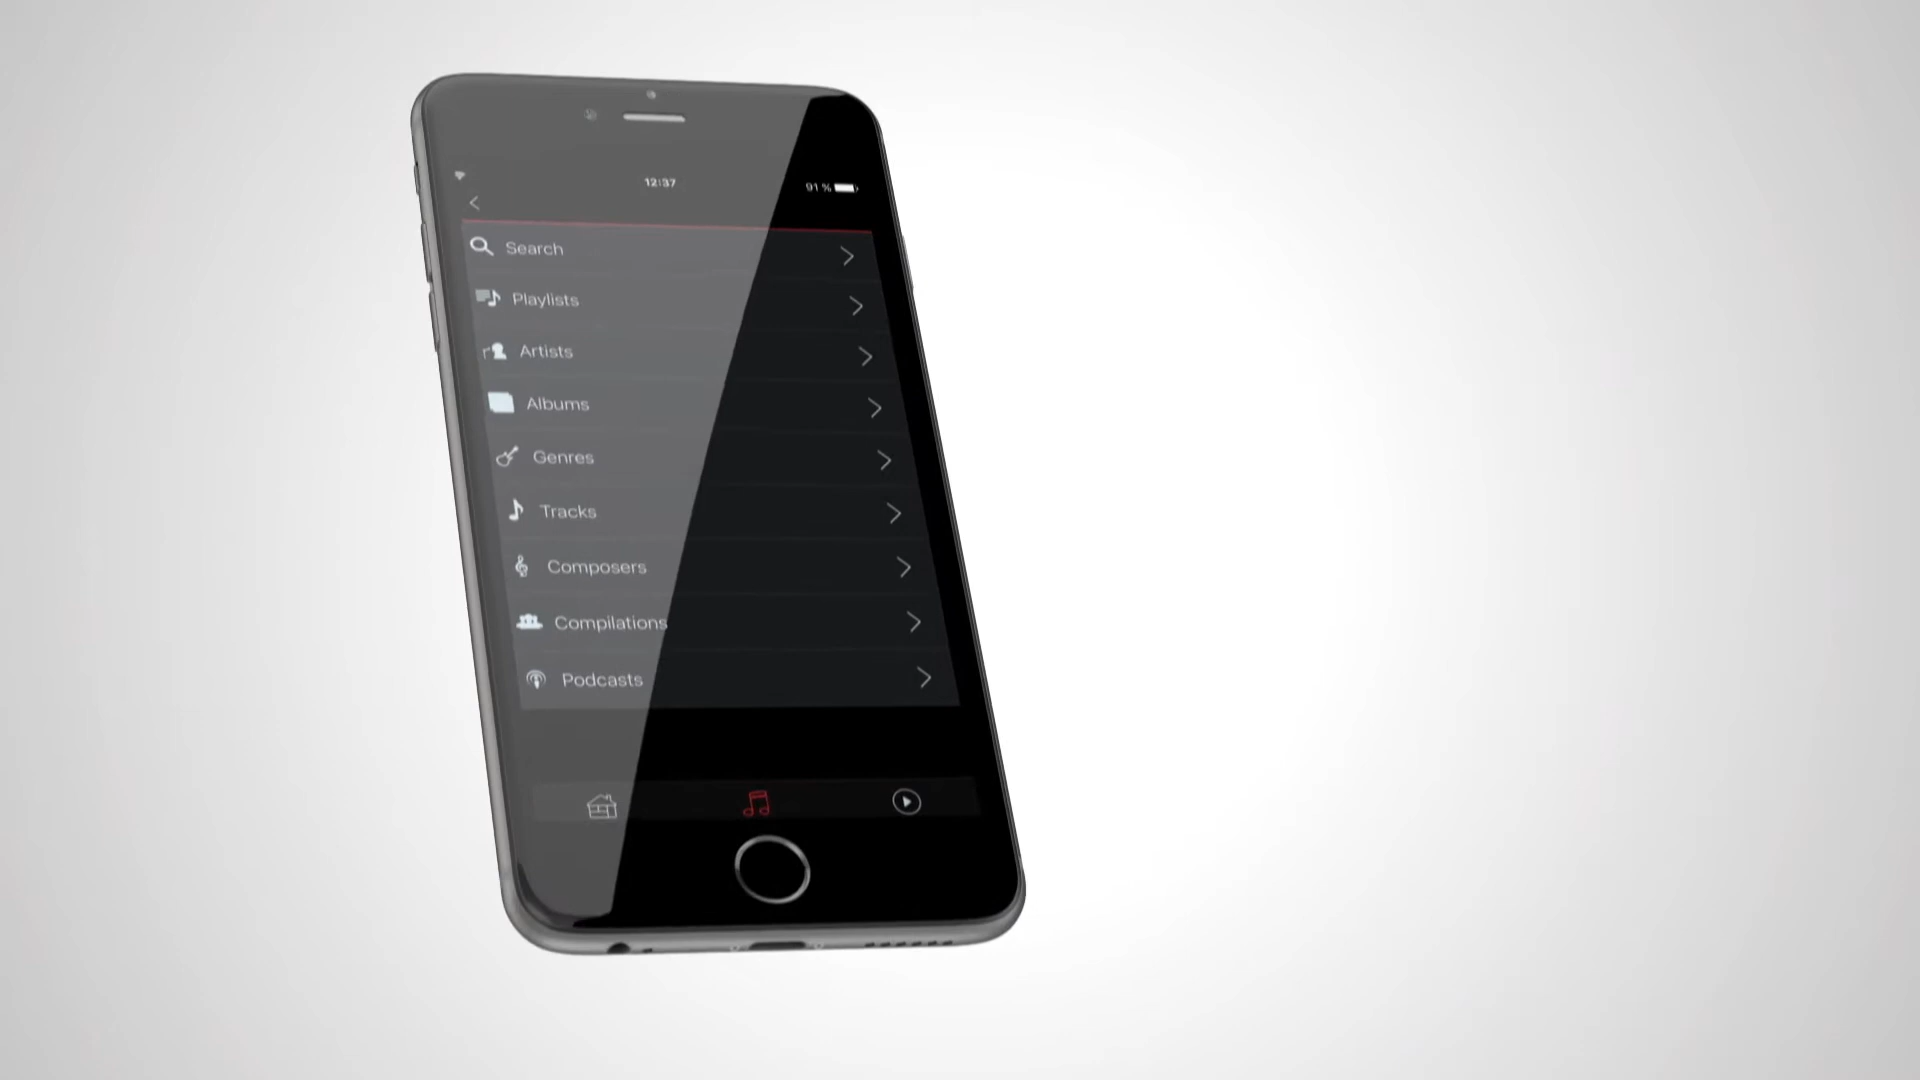 12:37
91 %
Search
Playlists
Artists
Albums
Genres
Tracks
Composers
Compilations
Podcasts